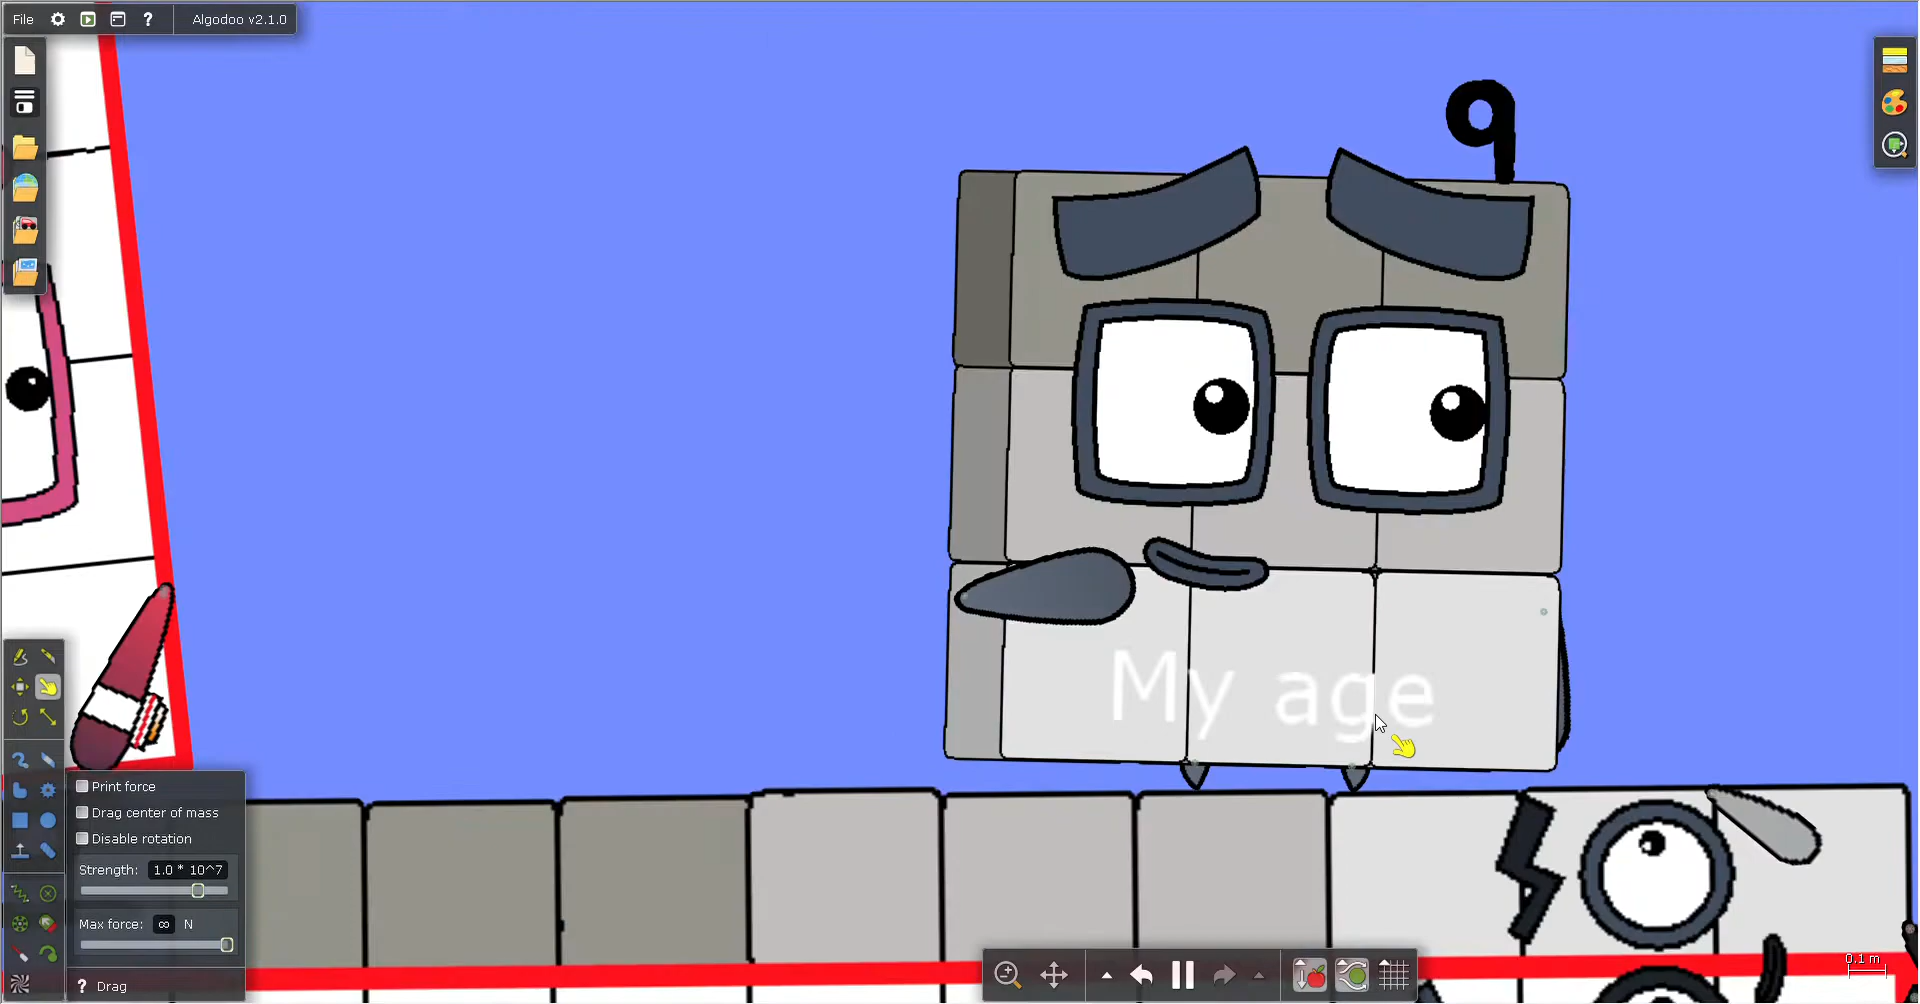 File ? Algodoo v2.1.0
9
My age
Print force
Drag center of mass
Disable rotation
Strength: 1.0 * 10^7
Max force: ∞ N
? Drag
0.1 m